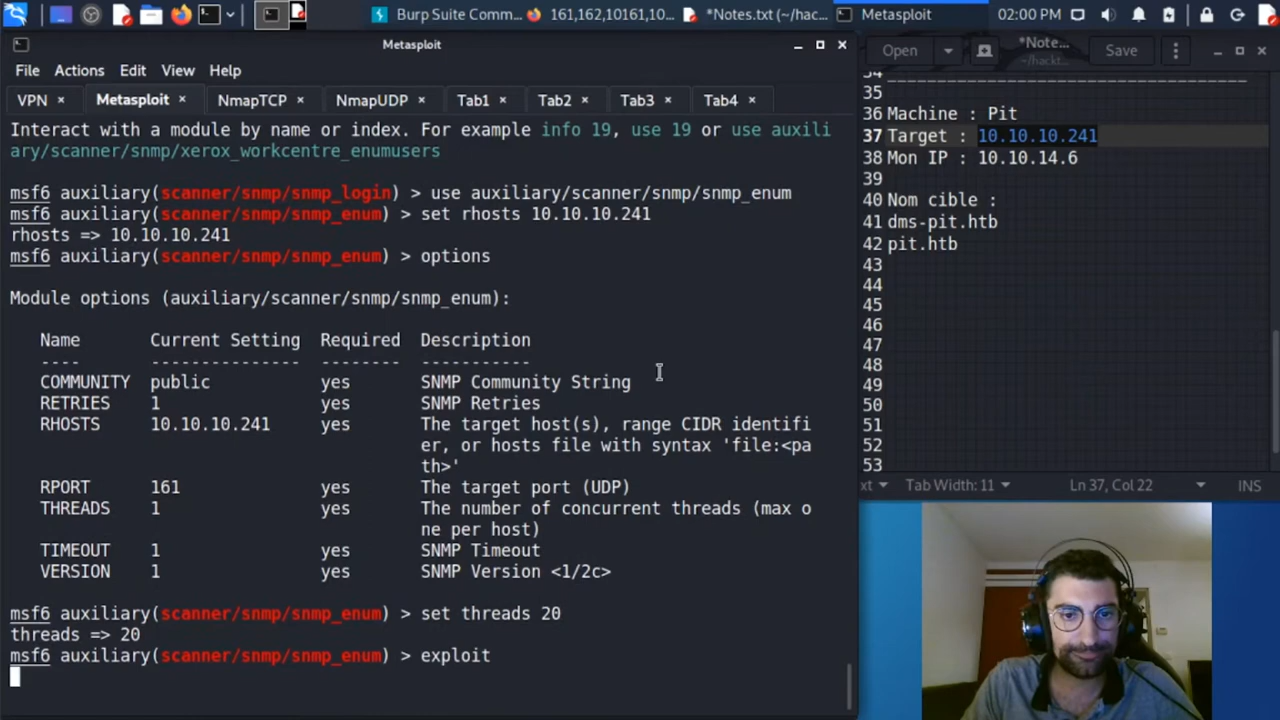 Burp Suite Comm...
161,162,10161,10...
*Notes.txt (~/hac...
Metasploit
02:00 PM
Metasploit
File Actions Edit View Help
VPN × Metasploit × NmapTCP × NmapUDP × Tab1 × Tab2 × Tab3 × Tab4 ×
Interact with a module by name or index. For example info 19, use 19 or use auxili
ary/scanner/snmp/xerox_workcentre_enumusers
msf6 auxiliary(scanner/snmp/snmp_login) > use auxiliary/scanner/snmp/snmp_enum
msf6 auxiliary(scanner/snmp/snmp_enum) > set rhosts 10.10.10.241
rhosts => 10.10.10.241
msf6 auxiliary(scanner/snmp/snmp_enum) > options
Module options (auxiliary/scanner/snmp/snmp_enum):
Name Current Setting Required Description
---- --------------- -------- -----------
COMMUNITY public yes SNMP Community String
RETRIES 1 yes SNMP Retries
RHOSTS 10.10.10.241 yes The target host(s), range CIDR identifi
er, or hosts file with syntax 'file:<pa
th>'
RPORT 161 yes The target port (UDP)
THREADS 1 yes The number of concurrent threads (max o
ne per host)
TIMEOUT 1 yes SNMP Timeout
VERSION 1 yes SNMP Version <1/2c>
msf6 auxiliary(scanner/snmp/snmp_enum) > set threads 20
threads => 20
msf6 auxiliary(scanner/snmp/snmp_enum) > exploit
Open
*Note...
~/hackt...
Save
34
35
36 Machine : Pit
37 Target : 10.10.10.241
38 Mon IP : 10.10.14.6
39
40 Nom cible :
41 dms-pit.htb
42 pit.htb
43
44
45
46
47
48
49
50
51
52
53
xt Tab Width: 11 Ln 37, Col 22 INS